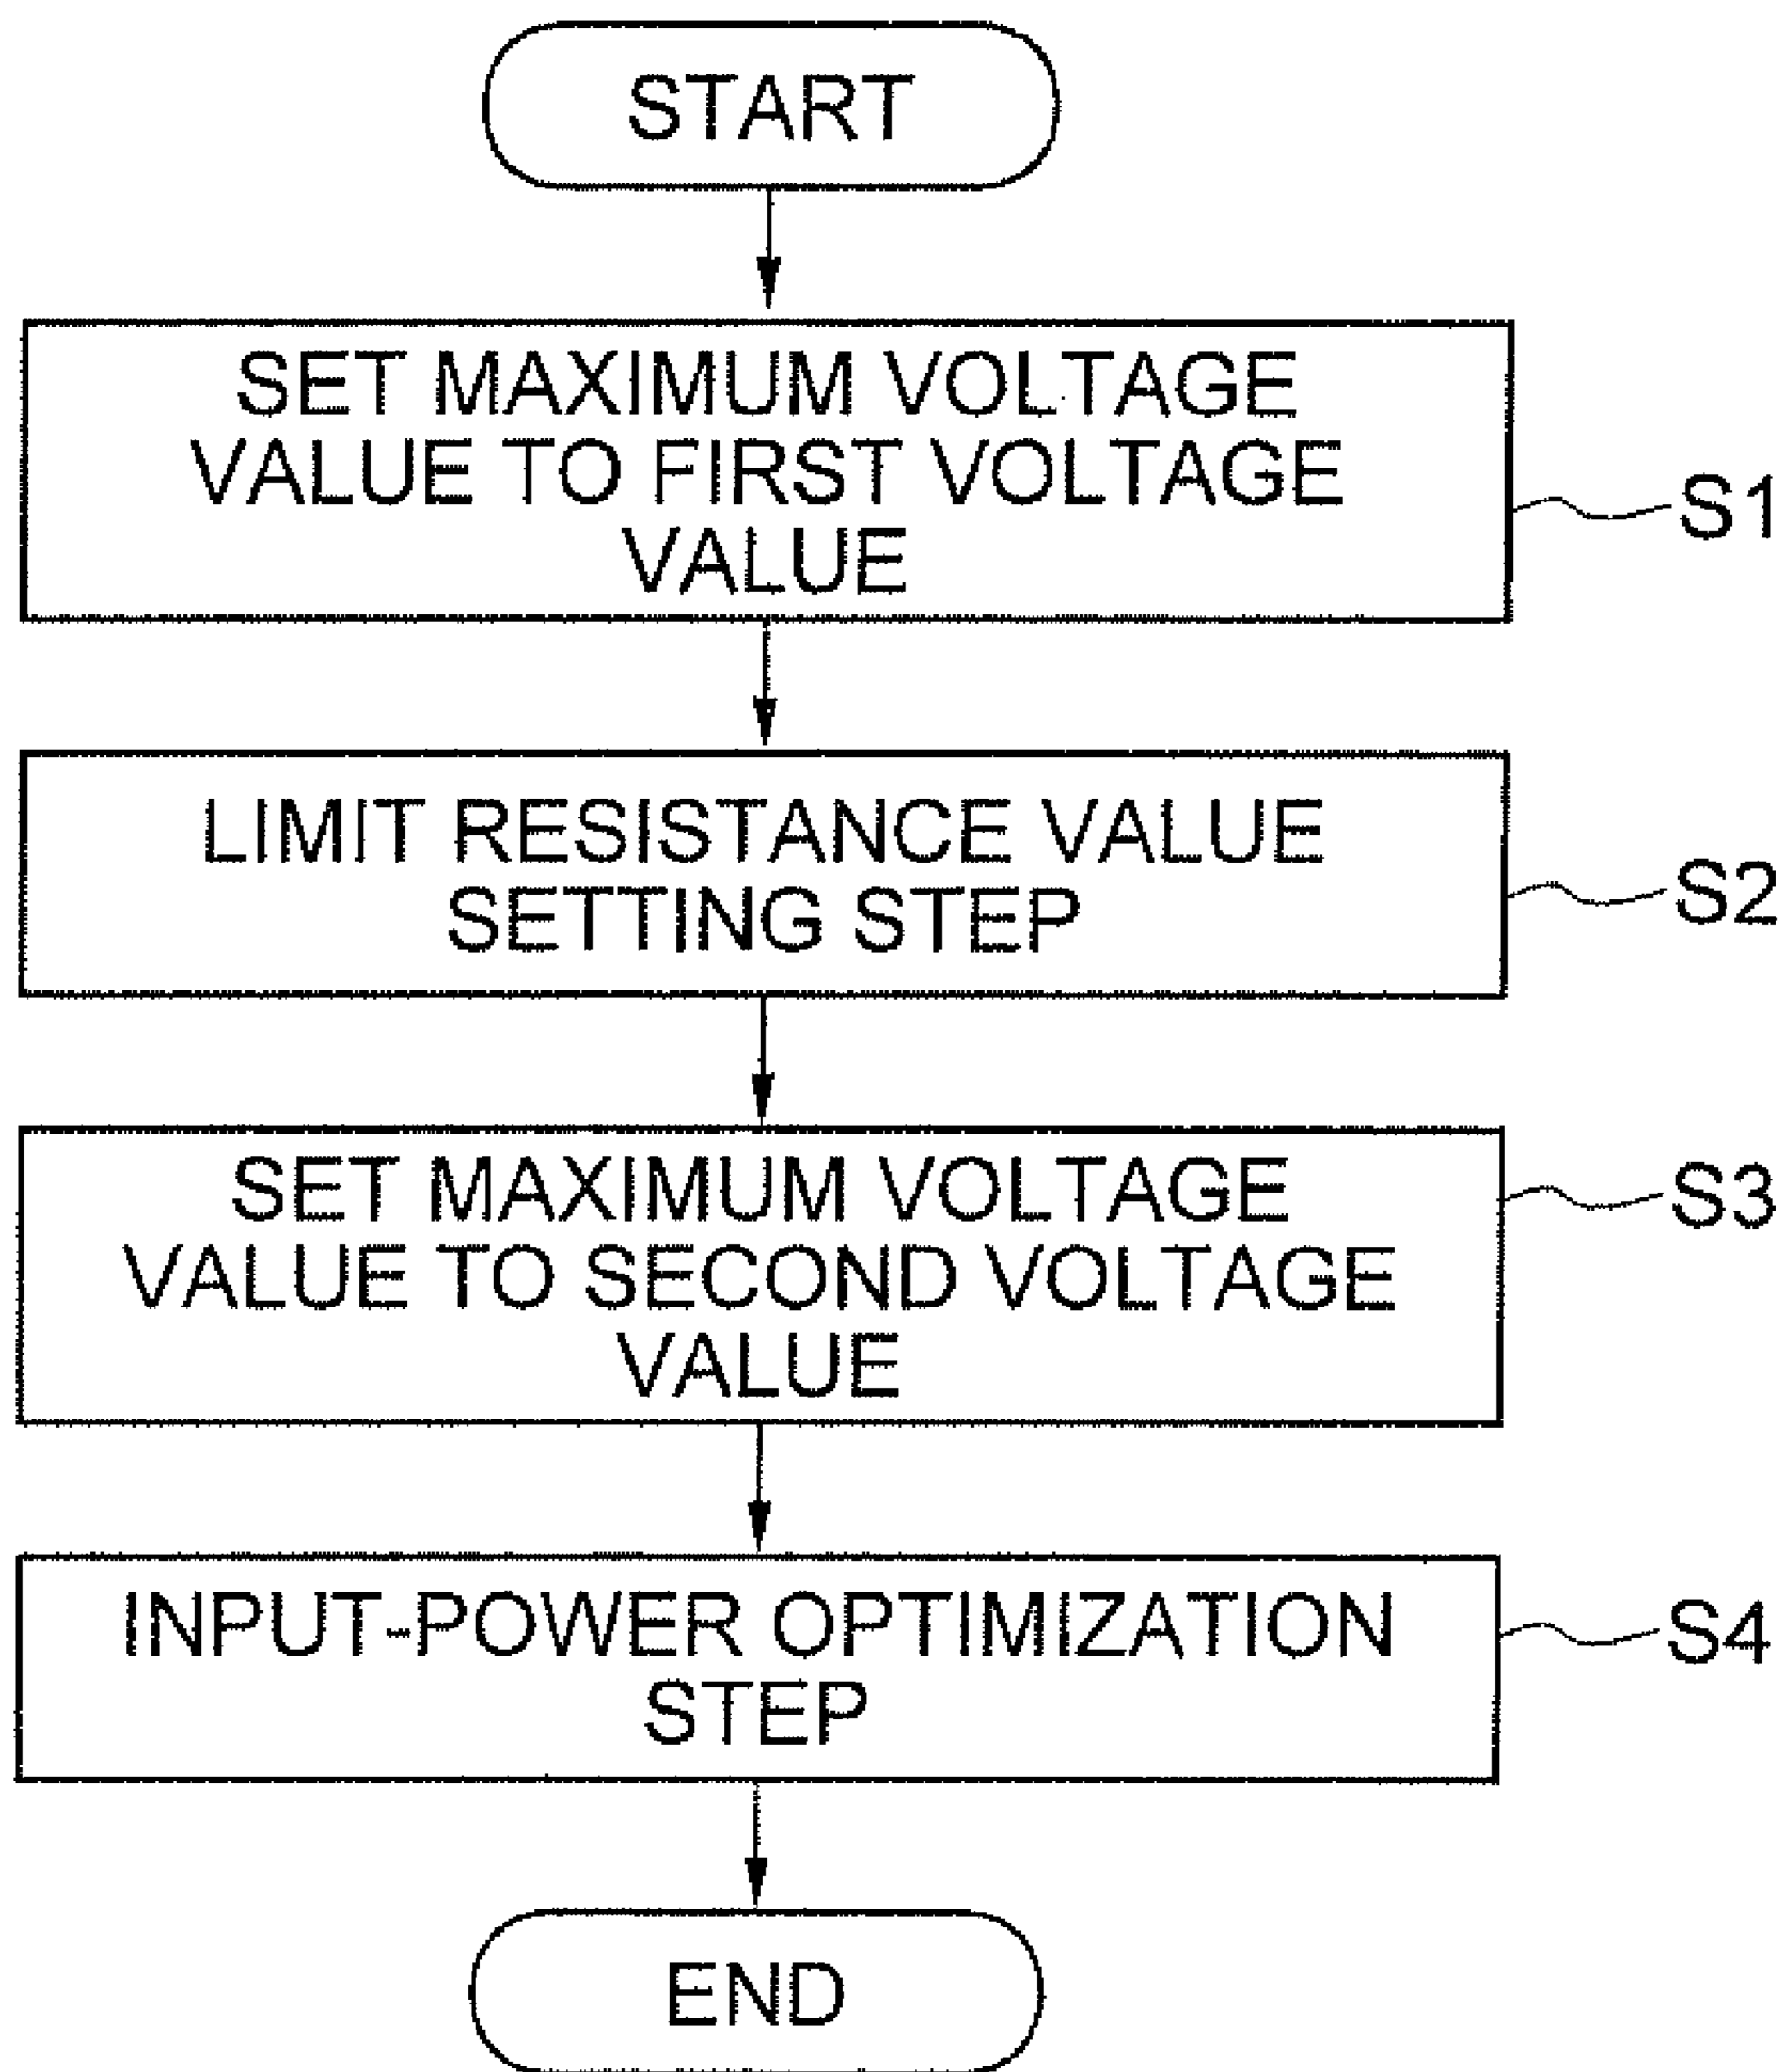 START
SET MAXIMUM VOLTAGE
VALUE TO FIRST VOLTAGE
VALUE
S1
LIMIT RESISTANCE VALUE
SETTING STEP
S2
SET MAXIMUM VOLTAGE
VALUE TO SECOND VOLTAGE
VALUE
S3
INPUT-POWER OPTIMIZATION
STEP
S4
END